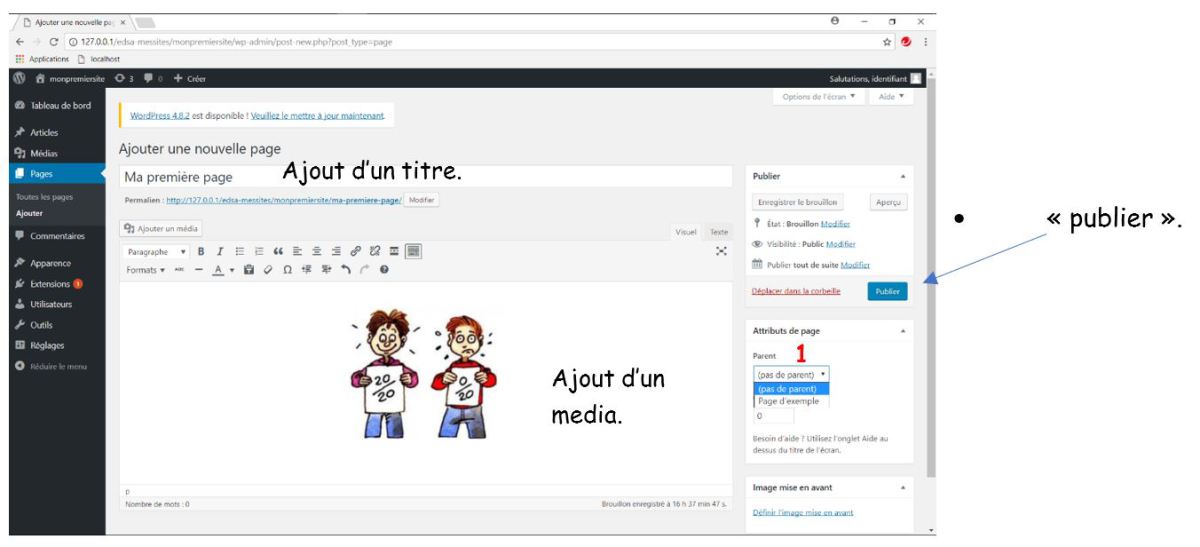 Ajouter une nouvelle pag
127.0.0.1/edsa-messites/monpremiersite/wp-admin/post-new.php?post_type=page
Applications localhost
monpremiersite 3 0 + Créer Salutations, identifiant
Options de l'écran Aide
Tableau de bord
Articles
Médias
Pages
Toutes les pages
Ajouter
Commentaires
Apparence
Extensions 1
Utilisateurs
Outils
Réglages
Réduire le menu
WordPress 4.8.2 est disponible ! Veuillez le mettre à jour maintenant.
Ajouter une nouvelle page
Ma première page
Ajout d'un titre.
Permalien : http://127.0.0.1/edsa-messites/monpremiersite/ma-premiere-page/ Modifier
Ajouter un média
Visuel Texte
Paragraphe B I
Formats ABC A Ω
20/20 0/20
Ajout d'un
media.
p
Nombre de mots : 0 Brouillon enregistré à 16 h 37 min 47 s.
Publier
Enregistrer le brouillon Aperçu
État : Brouillon Modifier
Visibilité : Public Modifier
Publier tout de suite Modifier
Déplacer dans la corbeille Publier
Attributs de page
Parent 1
(pas de parent)
(pas de parent)
Page d'exemple
0
Besoin d'aide ? Utilisez l'onglet Aide au
dessus du titre de l'écran.
Image mise en avant
Définir l'image mise en avant
• « publier ».